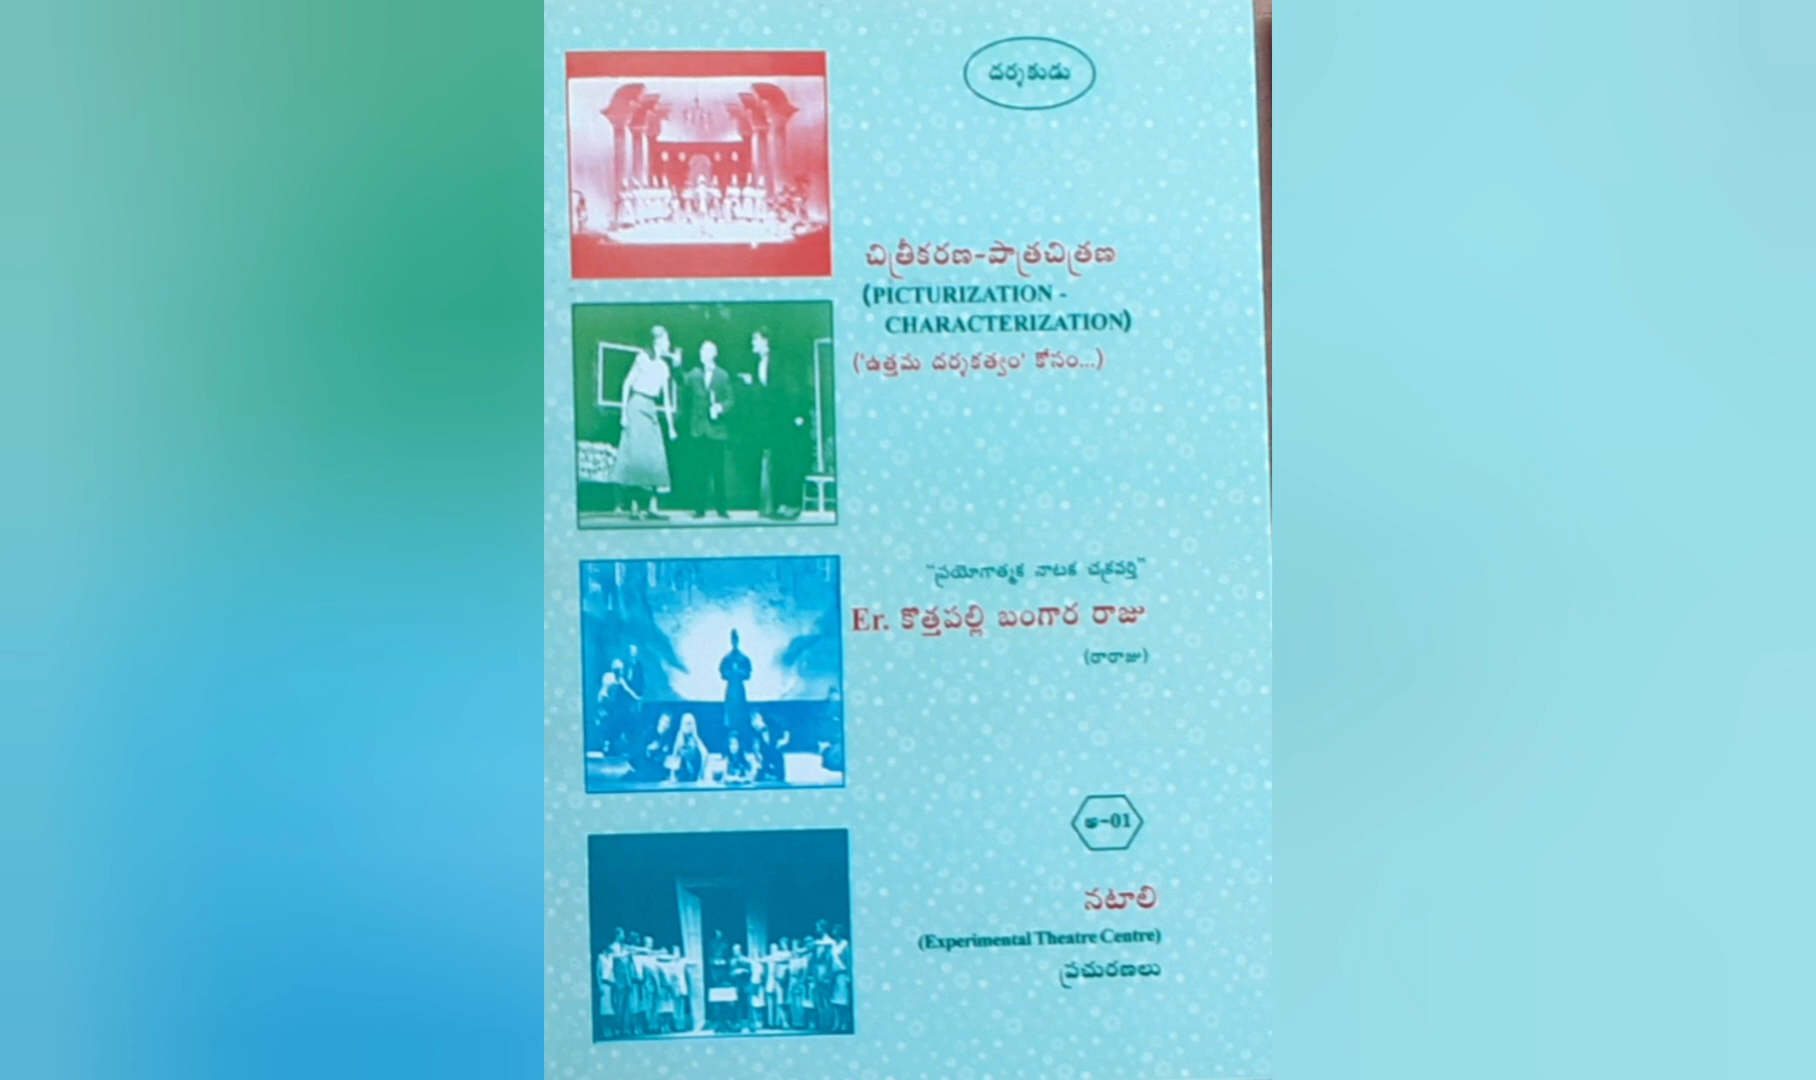 దర్శకుడు
చిత్రీకరణ-పాత్రచిత్రణ
(PICTURIZATION -
CHARACTERIZATION)
('ఉత్తమ దర్శకత్వం' కోసం...)
"ప్రయోగాత్మక నాటక చక్రవర్తి"
Er. కొత్తపల్లి బంగార రాజు
(రారాజు)
అ-01
నటాలి
(Experimental Theatre Centre)
ప్రచురణలు